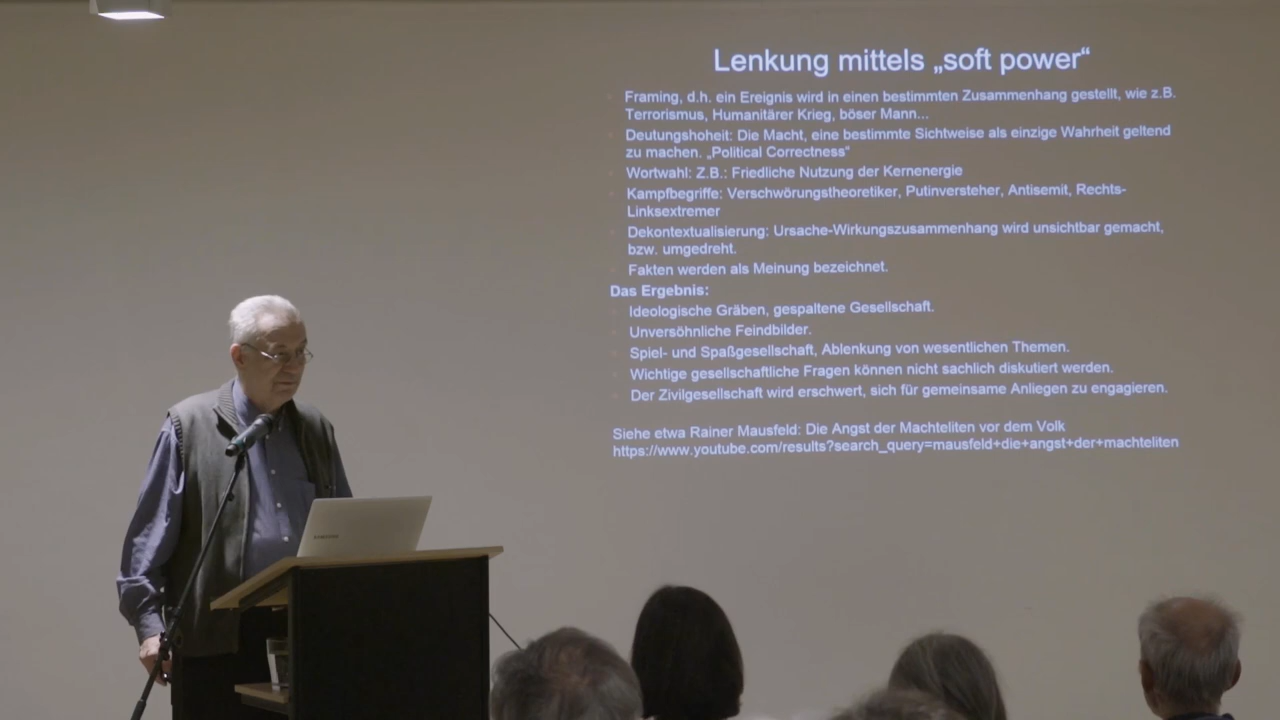 Lenkung mittels „soft power“
Framing, d.h. ein Ereignis wird in einen bestimmten Zusammenhang gestellt, wie z.B.
Terrorismus, Humanitärer Krieg, böser Mann...
Deutungshoheit: Die Macht, eine bestimmte Sichtweise als einzige Wahrheit geltend
zu machen. „Political Correctness“
Wortwahl: Z.B.: Friedliche Nutzung der Kernenergie
Kampfbegriffe: Verschwörungstheoretiker, Putinversteher, Antisemit, Rechts-
Linksextremer
Dekontextualisierung: Ursache-Wirkungszusammenhang wird unsichtbar gemacht,
bzw. umgedreht.
Fakten werden als Meinung bezeichnet.
Das Ergebnis:
Ideologische Gräben, gespaltene Gesellschaft.
Unversöhnliche Feindbilder.
Spiel- und Spaßgesellschaft, Ablenkung von wesentlichen Themen.
Wichtige gesellschaftliche Fragen können nicht sachlich diskutiert werden.
Der Zivilgesellschaft wird erschwert, sich für gemeinsame Anliegen zu engagieren.
Siehe etwa Rainer Mausfeld: Die Angst der Machteliten vor dem Volk
https://www.youtube.com/results?search_query=mausfeld+die+angst+der+machteliten
SAMSUNG